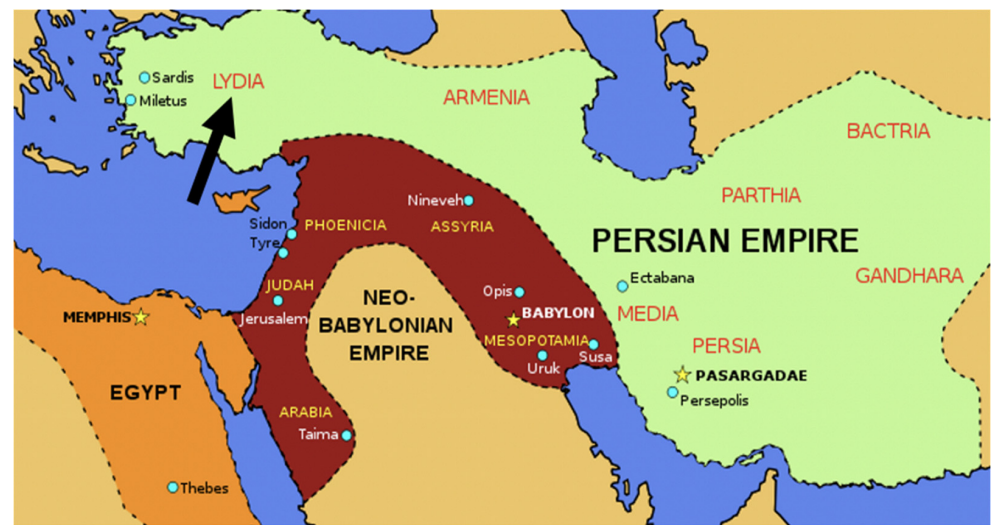 Sardis
LYDIA
Miletus
ARMENIA
BACTRIA
PARTHIA
Nineveh
ASSYRIA
PHOENICIA
Sidon
Tyre
PERSIAN EMPIRE
GANDHARA
Ectabana
JUDAH
Jerusalem
NEO-
BABYLONIAN
EMPIRE
Opis
BABYLON
MESOPOTAMIA
Uruk
Susa
MEDIA
PERSIA
PASARGADAE
Persepolis
MEMPHIS
EGYPT
ARABIA
Taima
Thebes